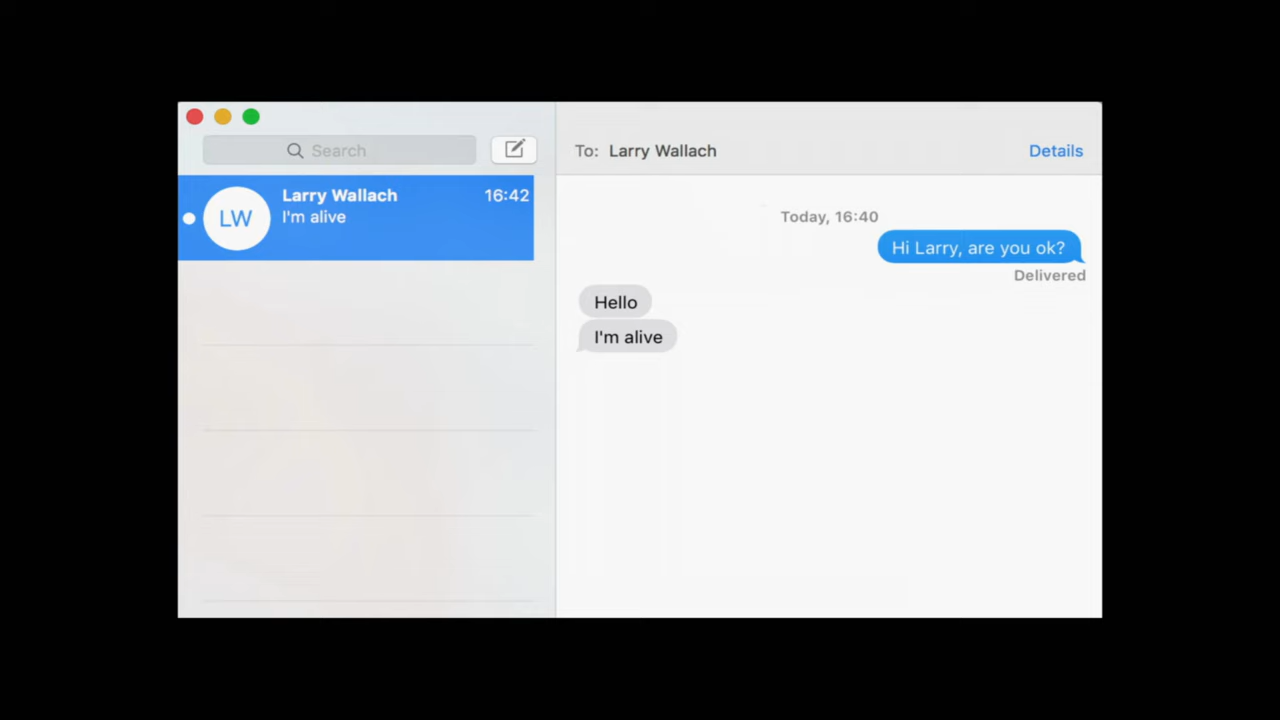 Search
To: Larry Wallach
Details
LW
Larry Wallach
16:42
I'm alive
Today, 16:40
Hi Larry, are you ok?
Delivered
Hello
I'm alive